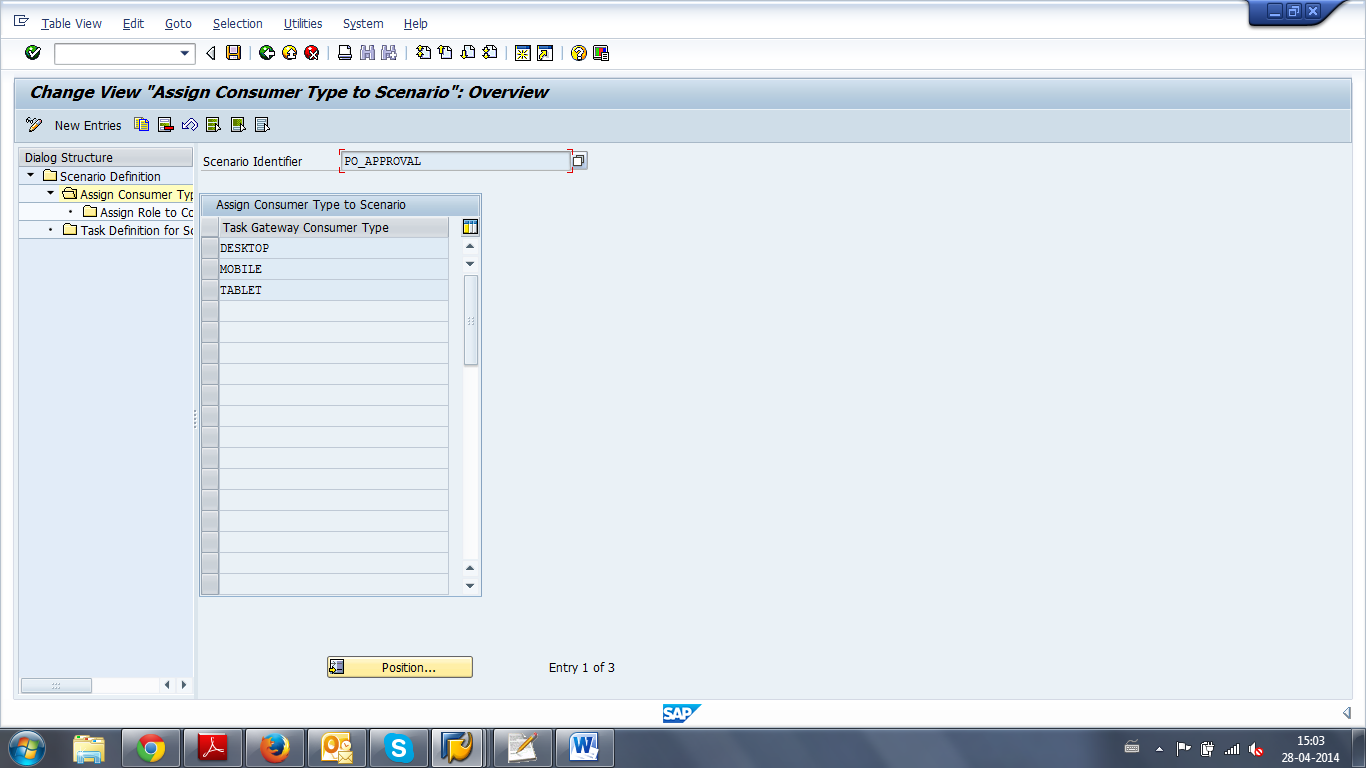 Table View Edit Goto Selection Utilities System Help
Change View "Assign Consumer Type to Scenario": Overview
New Entries
Dialog Structure
Scenario Definition
Assign Consumer Typ
Assign Role to Co
Task Definition for Sc
Scenario Identifier PO_APPROVAL
Assign Consumer Type to Scenario
Task Gateway Consumer Type
DESKTOP
MOBILE
TABLET
Position... Entry 1 of 3
SAP
15:03
28-04-2014